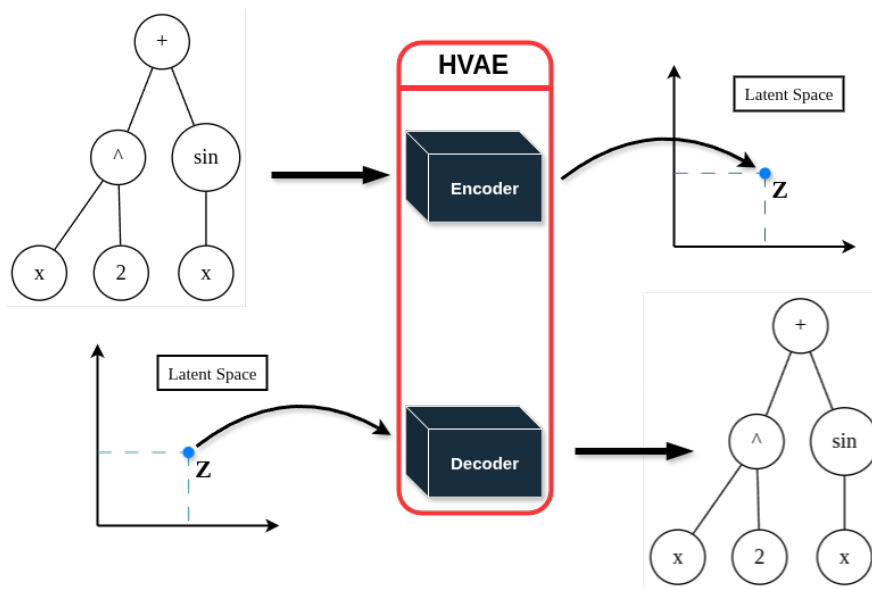 +
HVAE
Latent Space
^
sin
Encoder
Z
x
2
x
+
Latent Space
^
sin
Z
Decoder
x
2
x